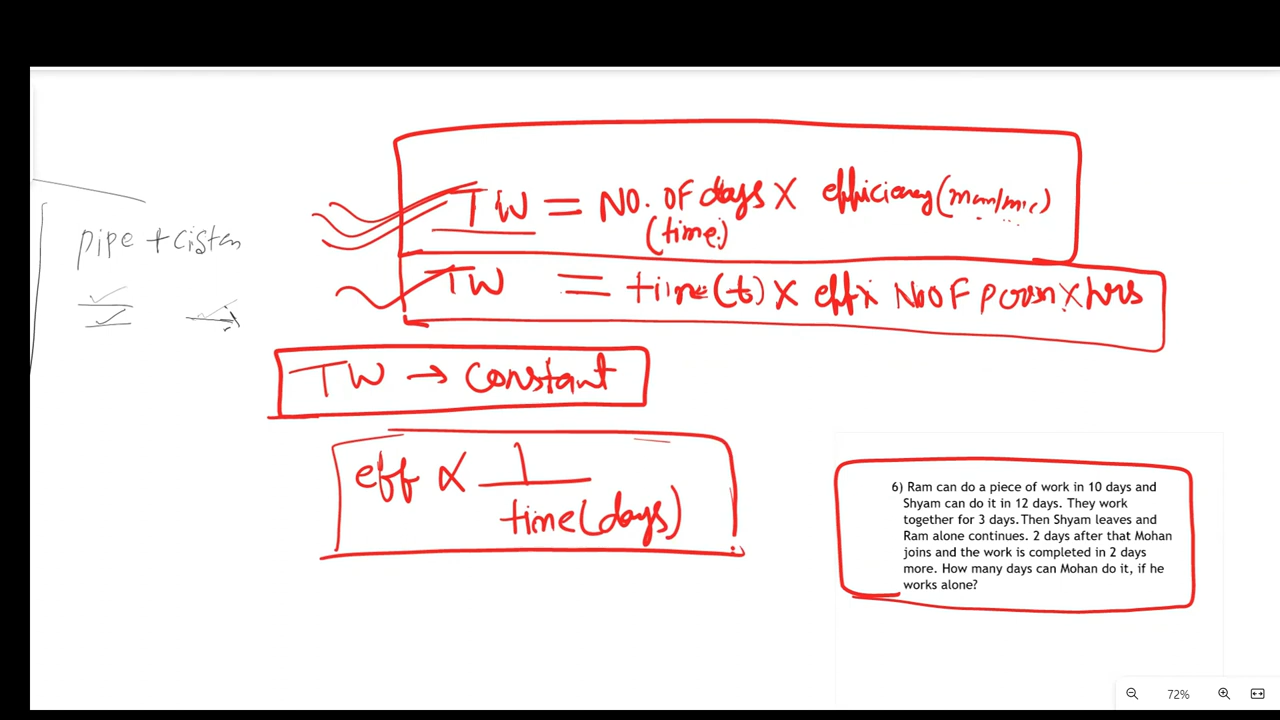 TW = NO. OF days X efficiency(man/mic)
(time)
pipe + cistern
TW = time(t) X eff X No OF person X hrs
TW → constant
eff ∝ 1
time(days)
6) Ram can do a piece of work in 10 days and
Shyam can do it in 12 days. They work
together for 3 days. Then Shyam leaves and
Ram alone continues. 2 days after that Mohan
joins and the work is completed in 2 days
more. How many days can Mohan do it, if he
works alone?
72%